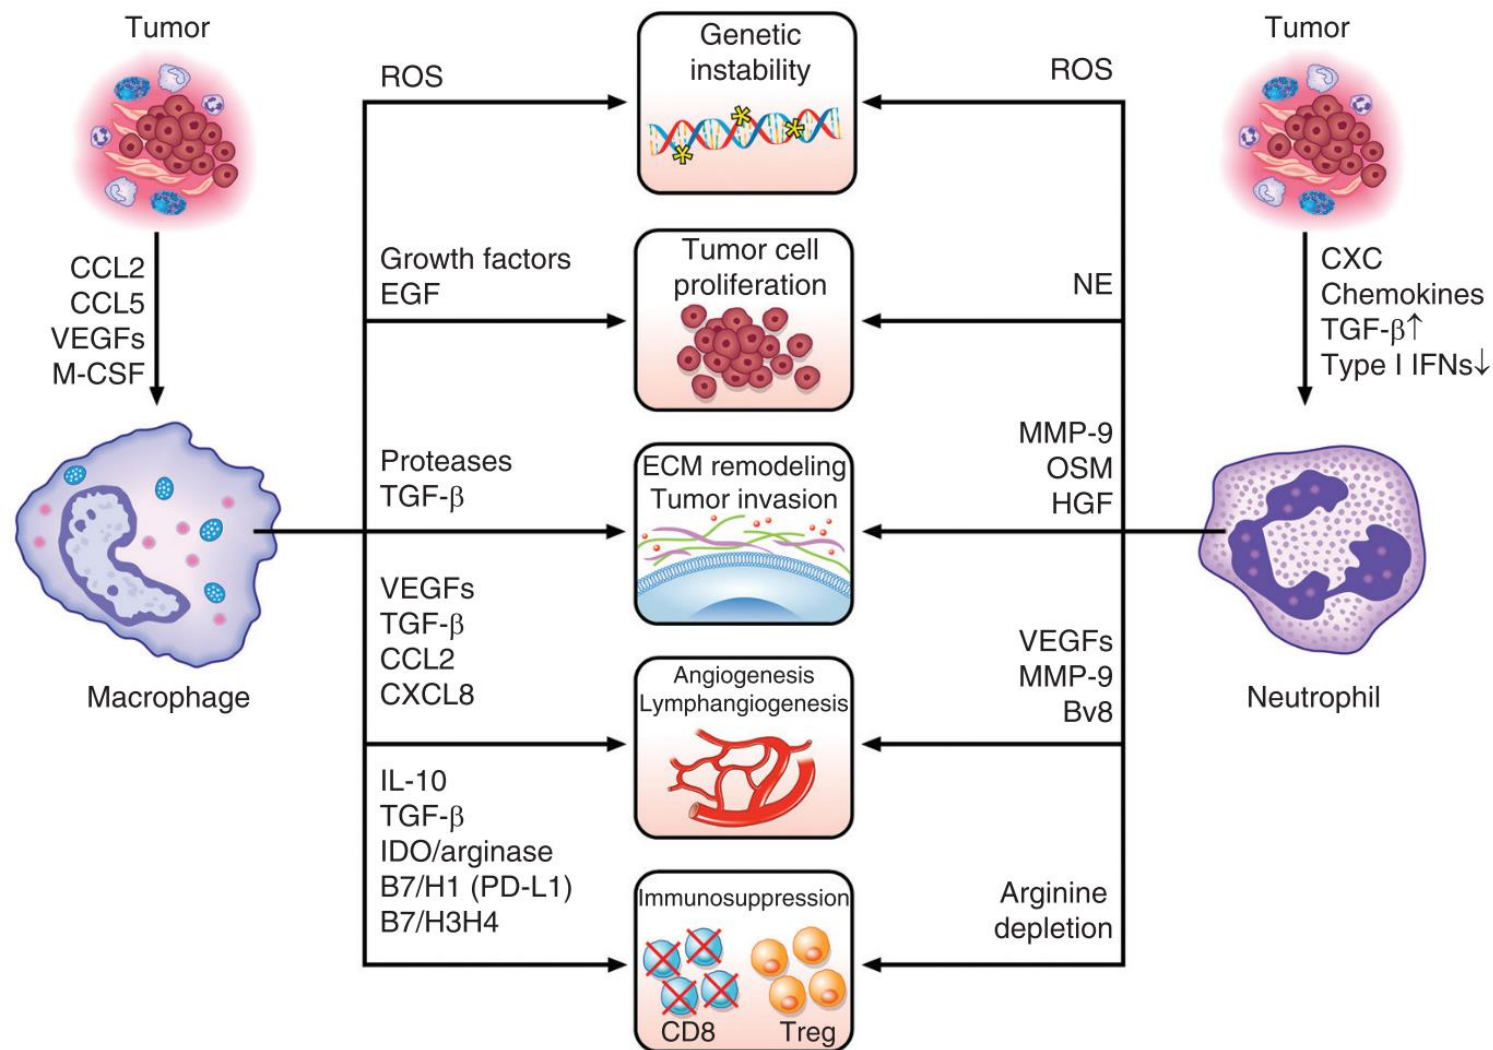 Tumor
CCL2
CCL5
VEGFs
M-CSF
Macrophage
ROS
Growth factors
EGF
Proteases
TGF-β
VEGFs
TGF-β
CCL2
CXCL8
IL-10
TGF-β
IDO/arginase
B7/H1 (PD-L1)
B7/H3H4
Genetic
instability
Tumor cell
proliferation
ECM remodeling
Tumor invasion
Angiogenesis
Lymphangiogenesis
Immunosuppression
CD8
Treg
ROS
NE
MMP-9
OSM
HGF
VEGFs
MMP-9
Bv8
Arginine
depletion
Tumor
CXC
Chemokines
TGF-β↑
Type I IFNs↓
Neutrophil